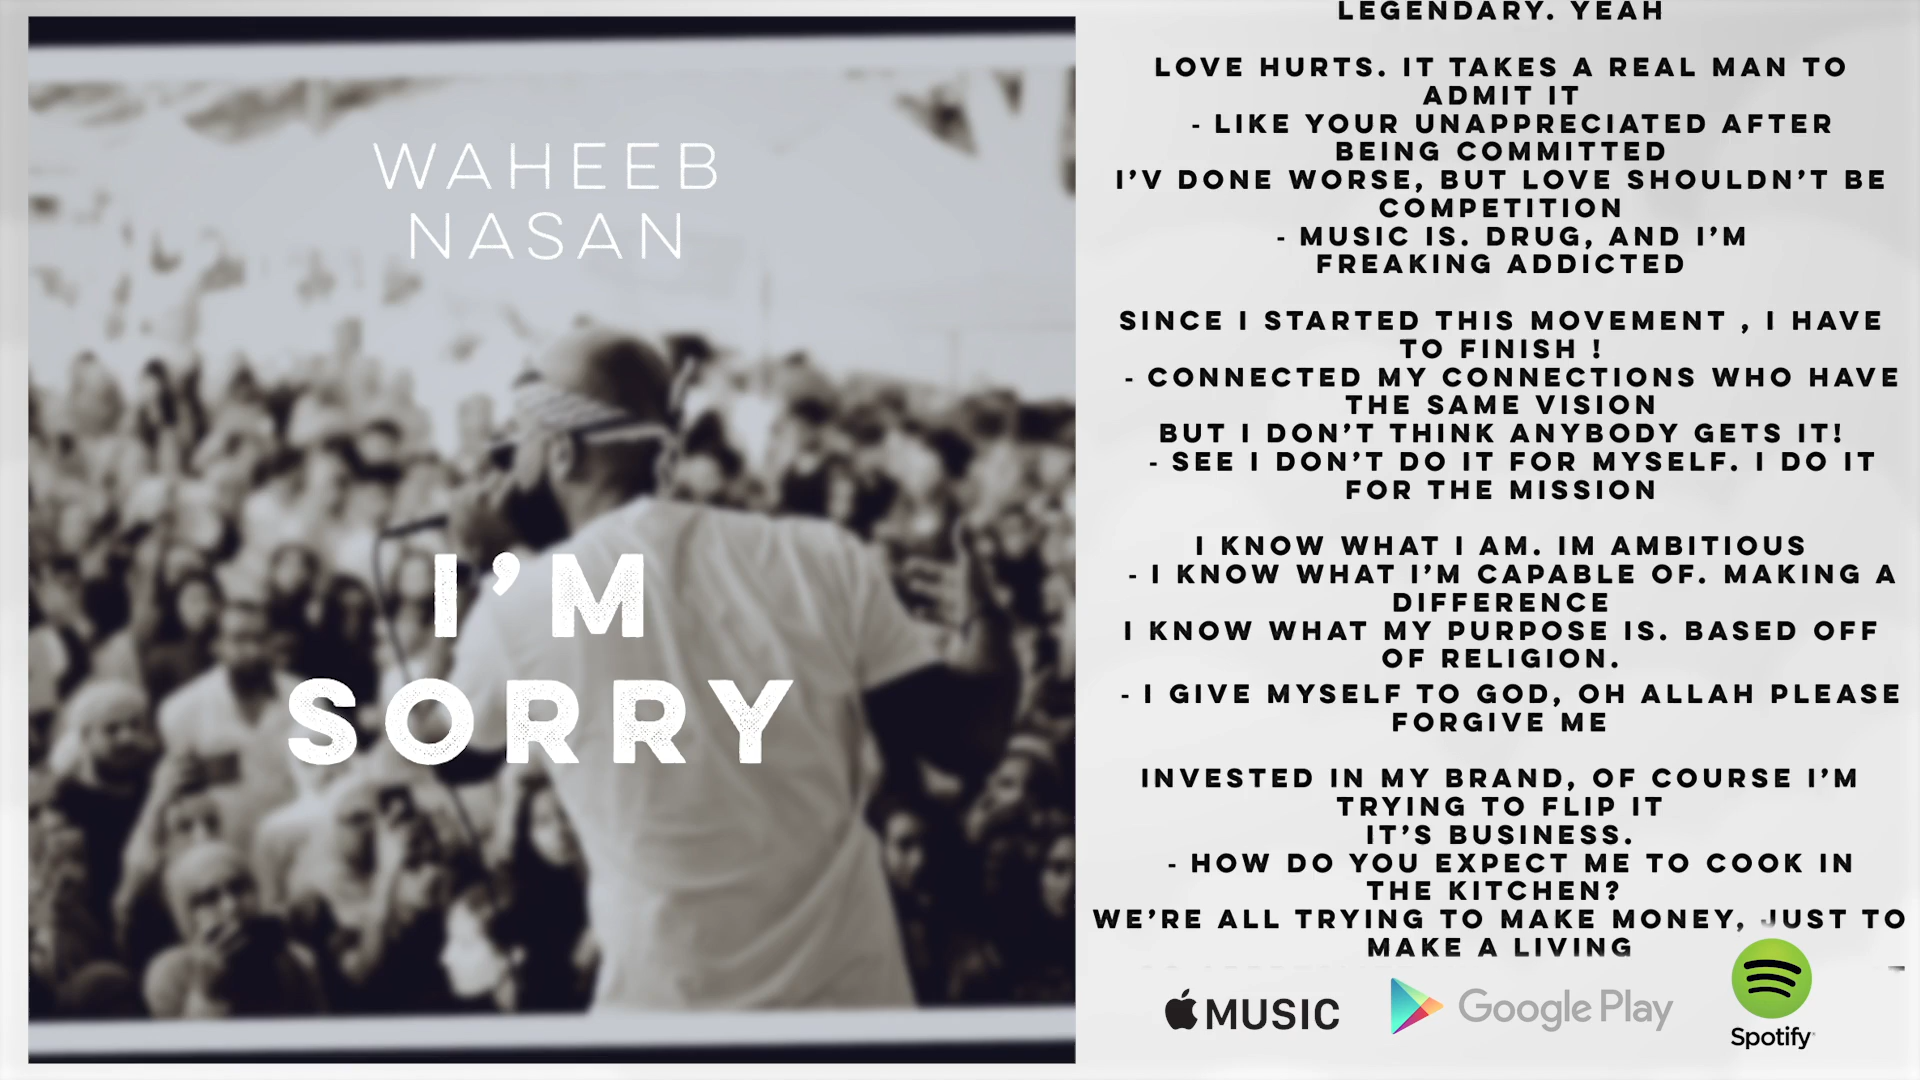 WAHEEB
NASAN
I'M
SORRY
LEGENDARY. YEAH
LOVE HURTS. IT TAKES A REAL MAN TO
ADMIT IT
- LIKE YOUR UNAPPRECIATED AFTER
BEING COMMITTED
I'V DONE WORSE, BUT LOVE SHOULDN'T BE
COMPETITION
- MUSIC IS. DRUG, AND I'M
FREAKING ADDICTED
SINCE I STARTED THIS MOVEMENT , I HAVE
TO FINISH !
- CONNECTED MY CONNECTIONS WHO HAVE
THE SAME VISION
BUT I DON'T THINK ANYBODY GETS IT!
- SEE I DON'T DO IT FOR MYSELF. I DO IT
FOR THE MISSION
I KNOW WHAT I AM. IM AMBITIOUS
- I KNOW WHAT I'M CAPABLE OF. MAKING A
DIFFERENCE
I KNOW WHAT MY PURPOSE IS. BASED OFF
OF RELIGION.
- I GIVE MYSELF TO GOD, OH ALLAH PLEASE
FORGIVE ME
INVESTED IN MY BRAND, OF COURSE I'M
TRYING TO FLIP IT
IT'S BUSINESS.
- HOW DO YOU EXPECT ME TO COOK IN
THE KITCHEN?
WE'RE ALL TRYING TO MAKE MONEY, JUST TO
MAKE A LIVING
MUSIC
Google Play
Spotify